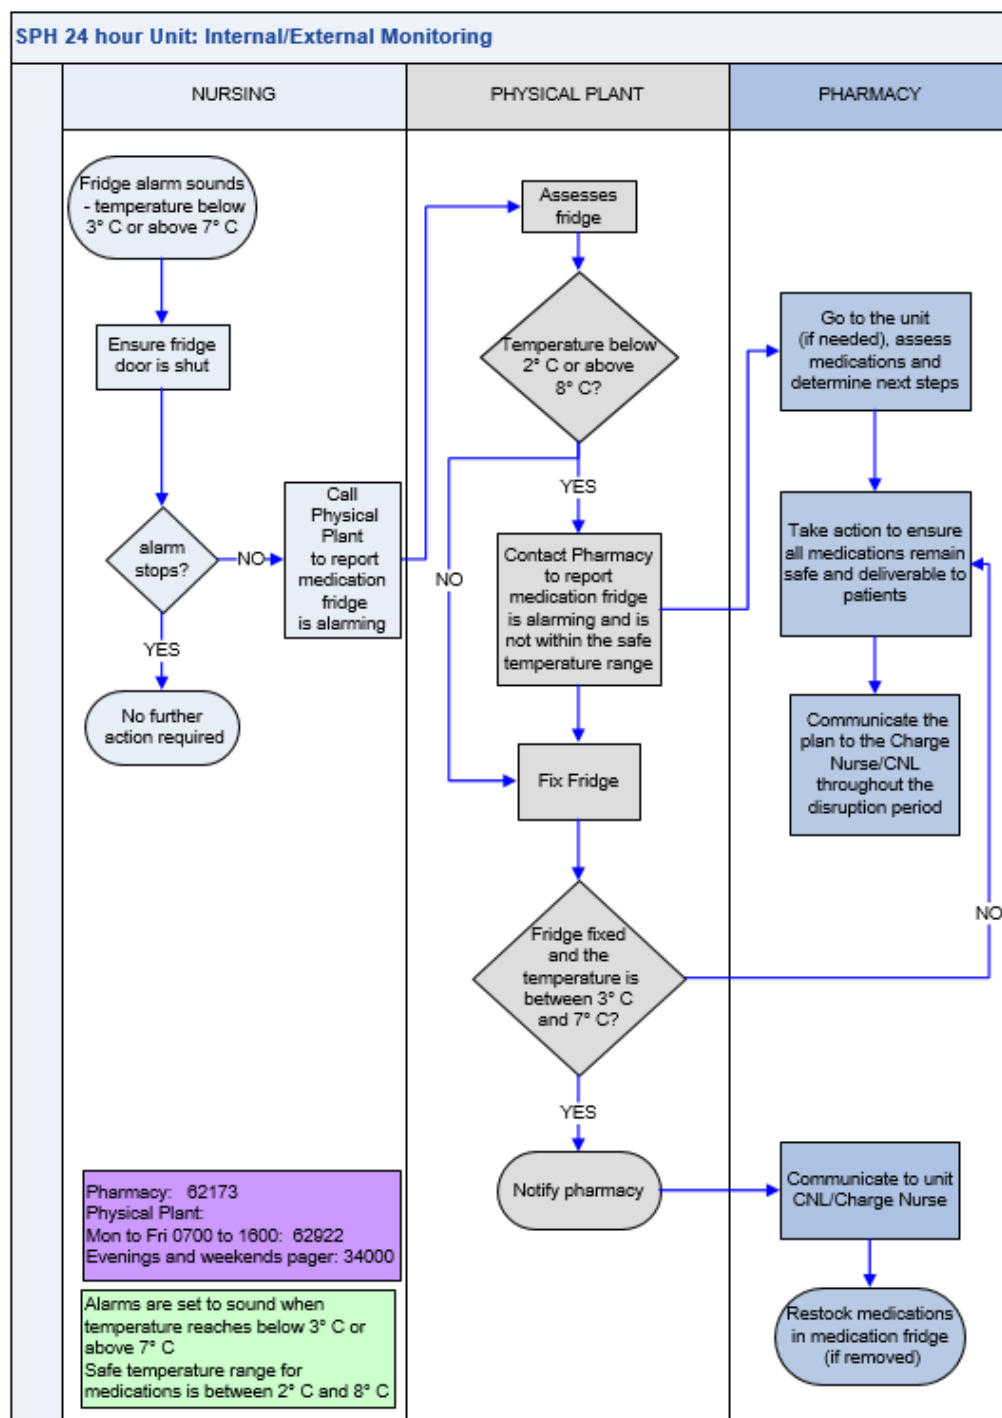 SPH 24 hour Unit: Internal/External Monitoring
NURSING
PHYSICAL PLANT
PHARMACY
Fridge alarm sounds
- temperature below
3° C or above 7° C
Ensure fridge
door is shut
alarm
stops?
NO
YES
No further
action required
Call
Physical
Plant
to report
medication
fridge
is alarming
Assesses
fridge
Temperature below
2° C or above
8° C?
YES
NO
Contact Pharmacy
to report
medication fridge
is alarming and is
not within the safe
temperature range
Fix Fridge
Fridge fixed
and the
temperature is
between 3° C
and 7° C?
YES
NO
Notify pharmacy
Go to the unit
(if needed), assess
medications and
determine next steps
Take action to ensure
all medications remain
safe and deliverable to
patients
Communicate the
plan to the Charge
Nurse/CNL
throughout the
disruption period
Communicate to unit
CNL/Charge Nurse
Restock medications
in medication fridge
(if removed)
Pharmacy: 62173
Physical Plant:
Mon to Fri 0700 to 1600: 62922
Evenings and weekends pager: 34000
Alarms are set to sound when
temperature reaches below 3° C or
above 7° C
Safe temperature range for
medications is between 2° C and 8° C